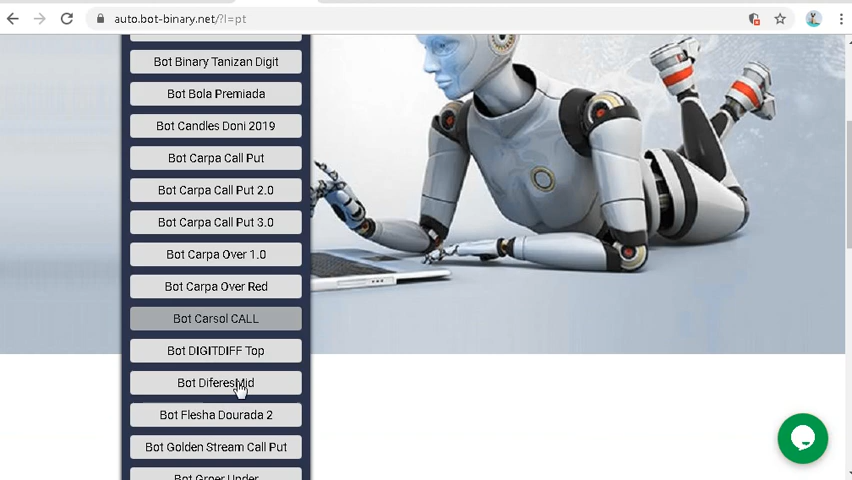 auto.bot-binary.net/?l=pt
Bot Binary Tanizan Digit
Bot Bola Premiada
Bot Candles Doni 2019
Bot Carpa Call Put
Bot Carpa Call Put 2.0
Bot Carpa Call Put 3.0
Bot Carpa Over 1.0
Bot Carpa Over Red
Bot Carsol CALL
Bot DIGITDIFF Top
Bot DiferesMid
Bot Flesha Dourada 2
Bot Golden Stream Call Put
Bot Groer Under